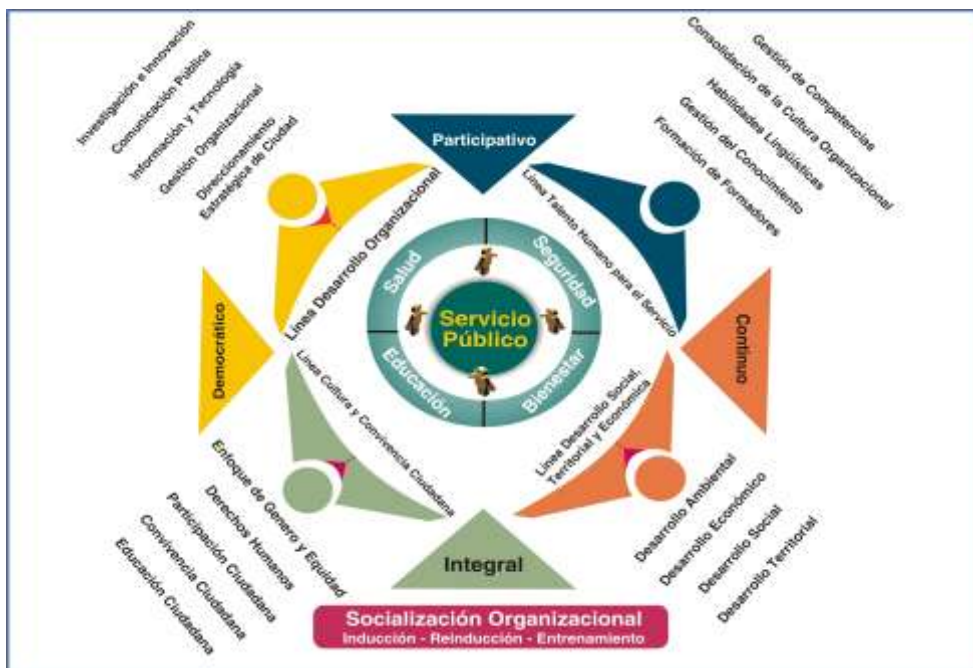 Investigación e Innovación
Comunicación Pública
Información y Tecnología
Gestión Organizacional
Direccionamiento
Estratégica de Ciudad
Gestión de Competencias
Consolidación de la Cultura Organizacional
Habilidades Lingüísticas
Gestión del Conocimiento
Formación de Formadores
Participativo
Línea Desarrollo Organizacional
Línea Talento Humano para el Servicio
Salud
Seguridad
Servicio
Público
Educación
Bienestar
Democrático
Continuo
Línea Cultura y Convivencia Ciudadana
Línea Desarrollo Social,
Territorial y Económica
Enfoque de Genero y Equidad
Derechos Humanos
Participación Ciudadana
Convivencia Ciudadana
Educación Ciudadana
Desarrollo Ambiental
Desarrollo Económico
Desarrollo Social
Desarrollo Territorial
Integral
Socialización Organizacional
Inducción - Reinducción - Entrenamiento